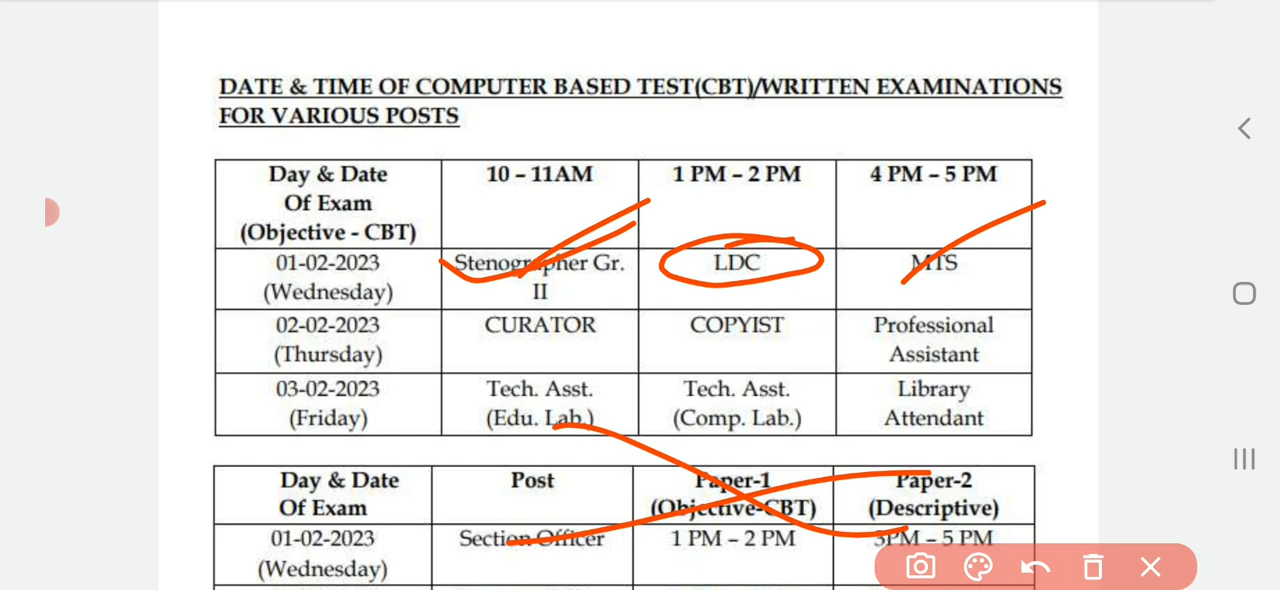 DATE & TIME OF COMPUTER BASED TEST(CBT)/WRITTEN EXAMINATIONS
FOR VARIOUS POSTS
Day & Date
Of Exam
(Objective - CBT)
10 – 11AM
1 PM – 2 PM
4 PM – 5 PM
01-02-2023
(Wednesday)
Stenographer Gr.
II
LDC
MTS
02-02-2023
(Thursday)
CURATOR
COPYIST
Professional
Assistant
03-02-2023
(Friday)
Tech. Asst.
(Edu. Lab.)
Tech. Asst.
(Comp. Lab.)
Library
Attendant
Day & Date
Of Exam
Post
Paper-1
(Objective-CBT)
Paper-2
(Descriptive)
01-02-2023
(Wednesday)
Section Officer
1 PM – 2 PM
3PM – 5 PM